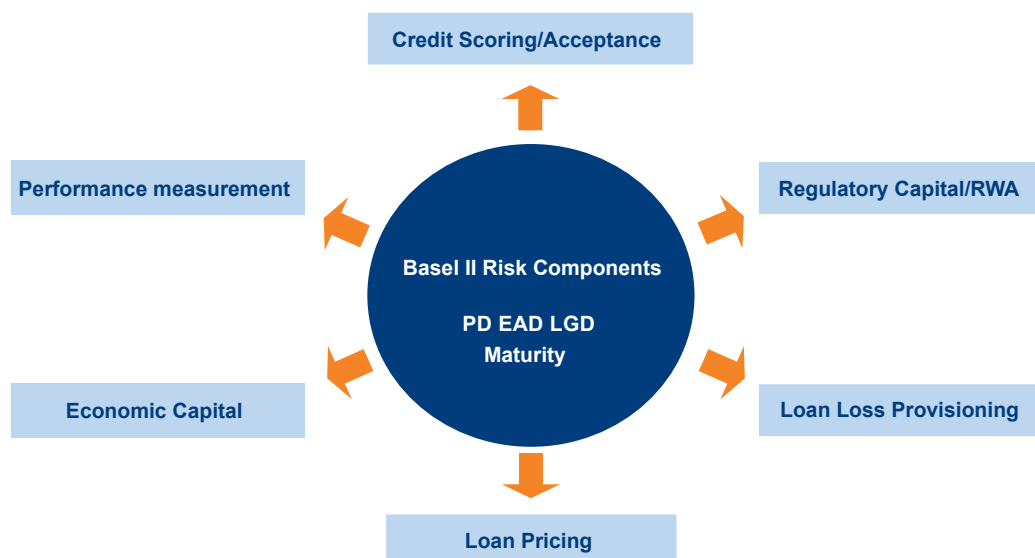 Credit Scoring/Acceptance
Performance measurement
Regulatory Capital/RWA
Basel II Risk Components
PD EAD LGD
Maturity
Economic Capital
Loan Loss Provisioning
Loan Pricing